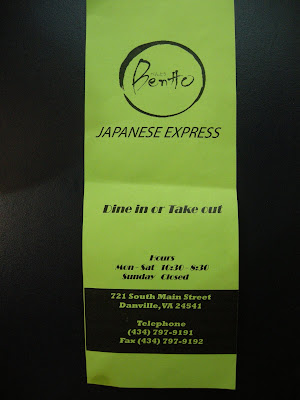 Bento
JAPANESE EXPRESS
Dine in or Take out
hours
Mon-Sat 10:30-8:30
Sunday Closed
721 South Main Street
Danville, VA 24541
Telephone
(434) 797-9191
Fax (434) 797-9192